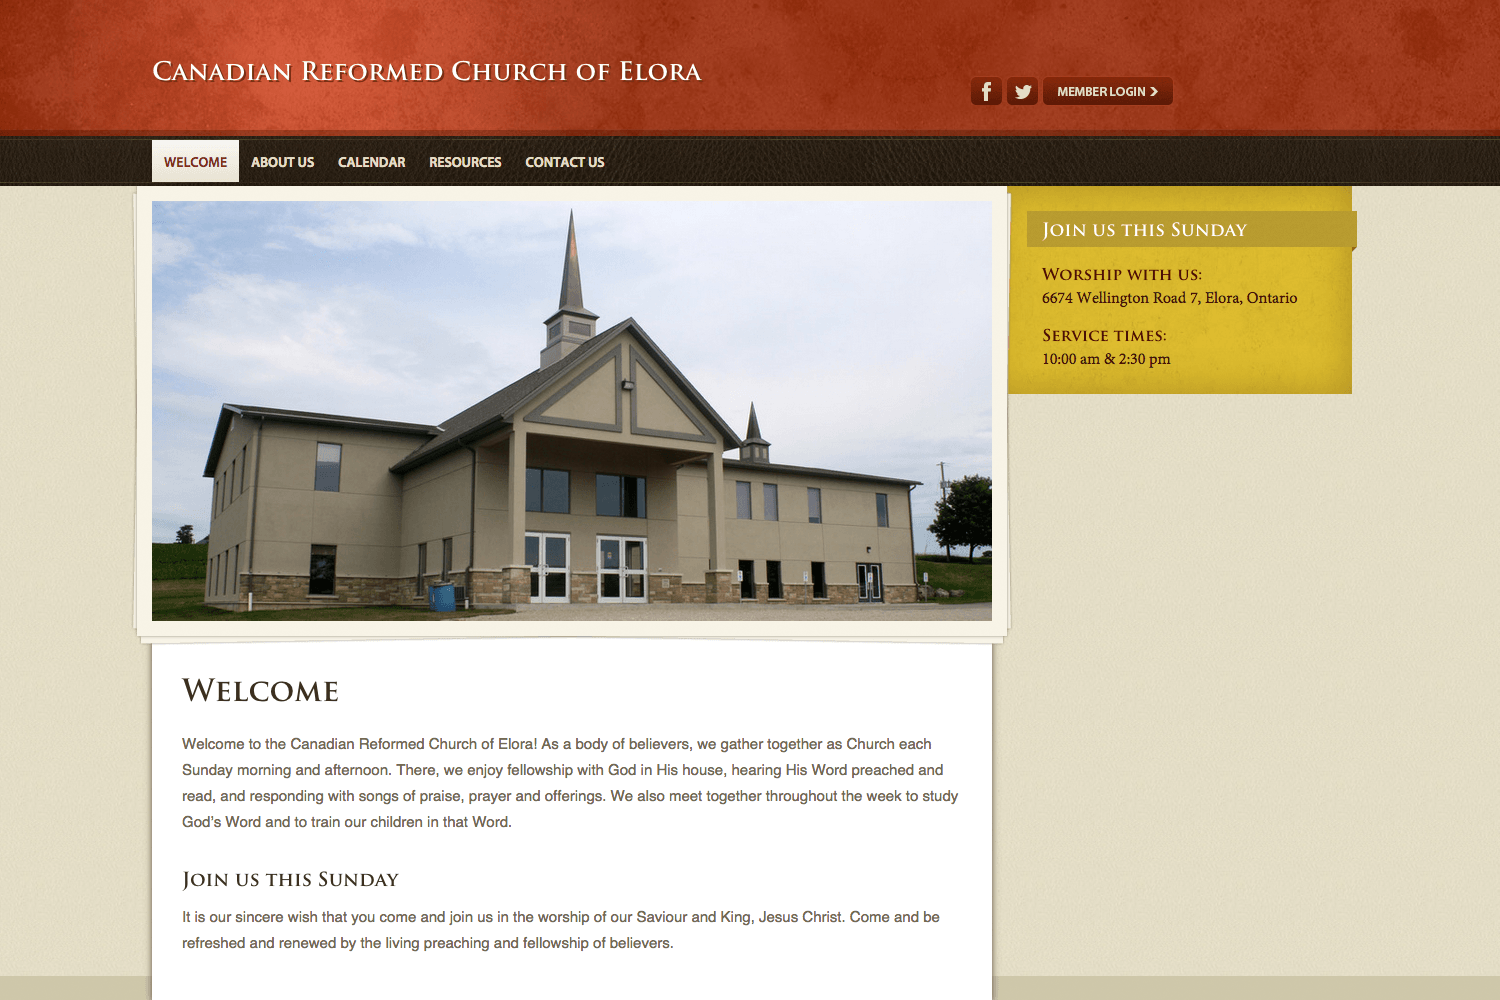 Canadian Reformed Church of Elora
MEMBER LOGIN
WELCOME ABOUT US CALENDAR RESOURCES CONTACT US
Join us this Sunday
Worship with us:
6674 Wellington Road 7, Elora, Ontario
Service times:
10:00 am & 2:30 pm
Welcome
Welcome to the Canadian Reformed Church of Elora! As a body of believers, we gather together as Church each
Sunday morning and afternoon. There, we enjoy fellowship with God in His house, hearing His Word preached and
read, and responding with songs of praise, prayer and offerings. We also meet together throughout the week to study
God’s Word and to train our children in that Word.
Join us this Sunday
It is our sincere wish that you come and join us in the worship of our Saviour and King, Jesus Christ. Come and be
refreshed and renewed by the living preaching and fellowship of believers.